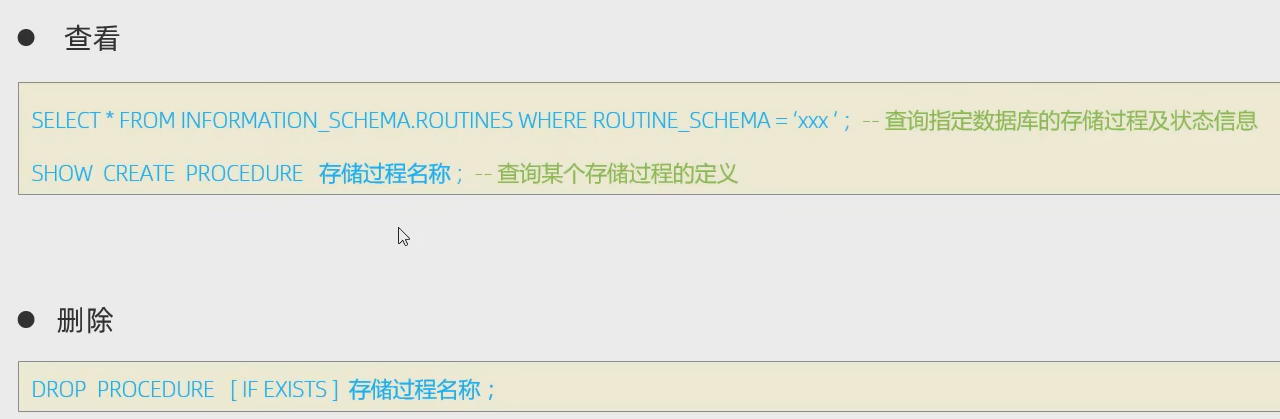 ● 查看
SELECT * FROM INFORMATION_SCHEMA.ROUTINES WHERE ROUTINE_SCHEMA = ‘xxx ‘ ; -- 查询指定数据库的存储过程及状态信息
SHOW CREATE PROCEDURE 存储过程名称 ; -- 查询某个存储过程的定义
● 删除
DROP PROCEDURE [ IF EXISTS ] 存储过程名称 ；